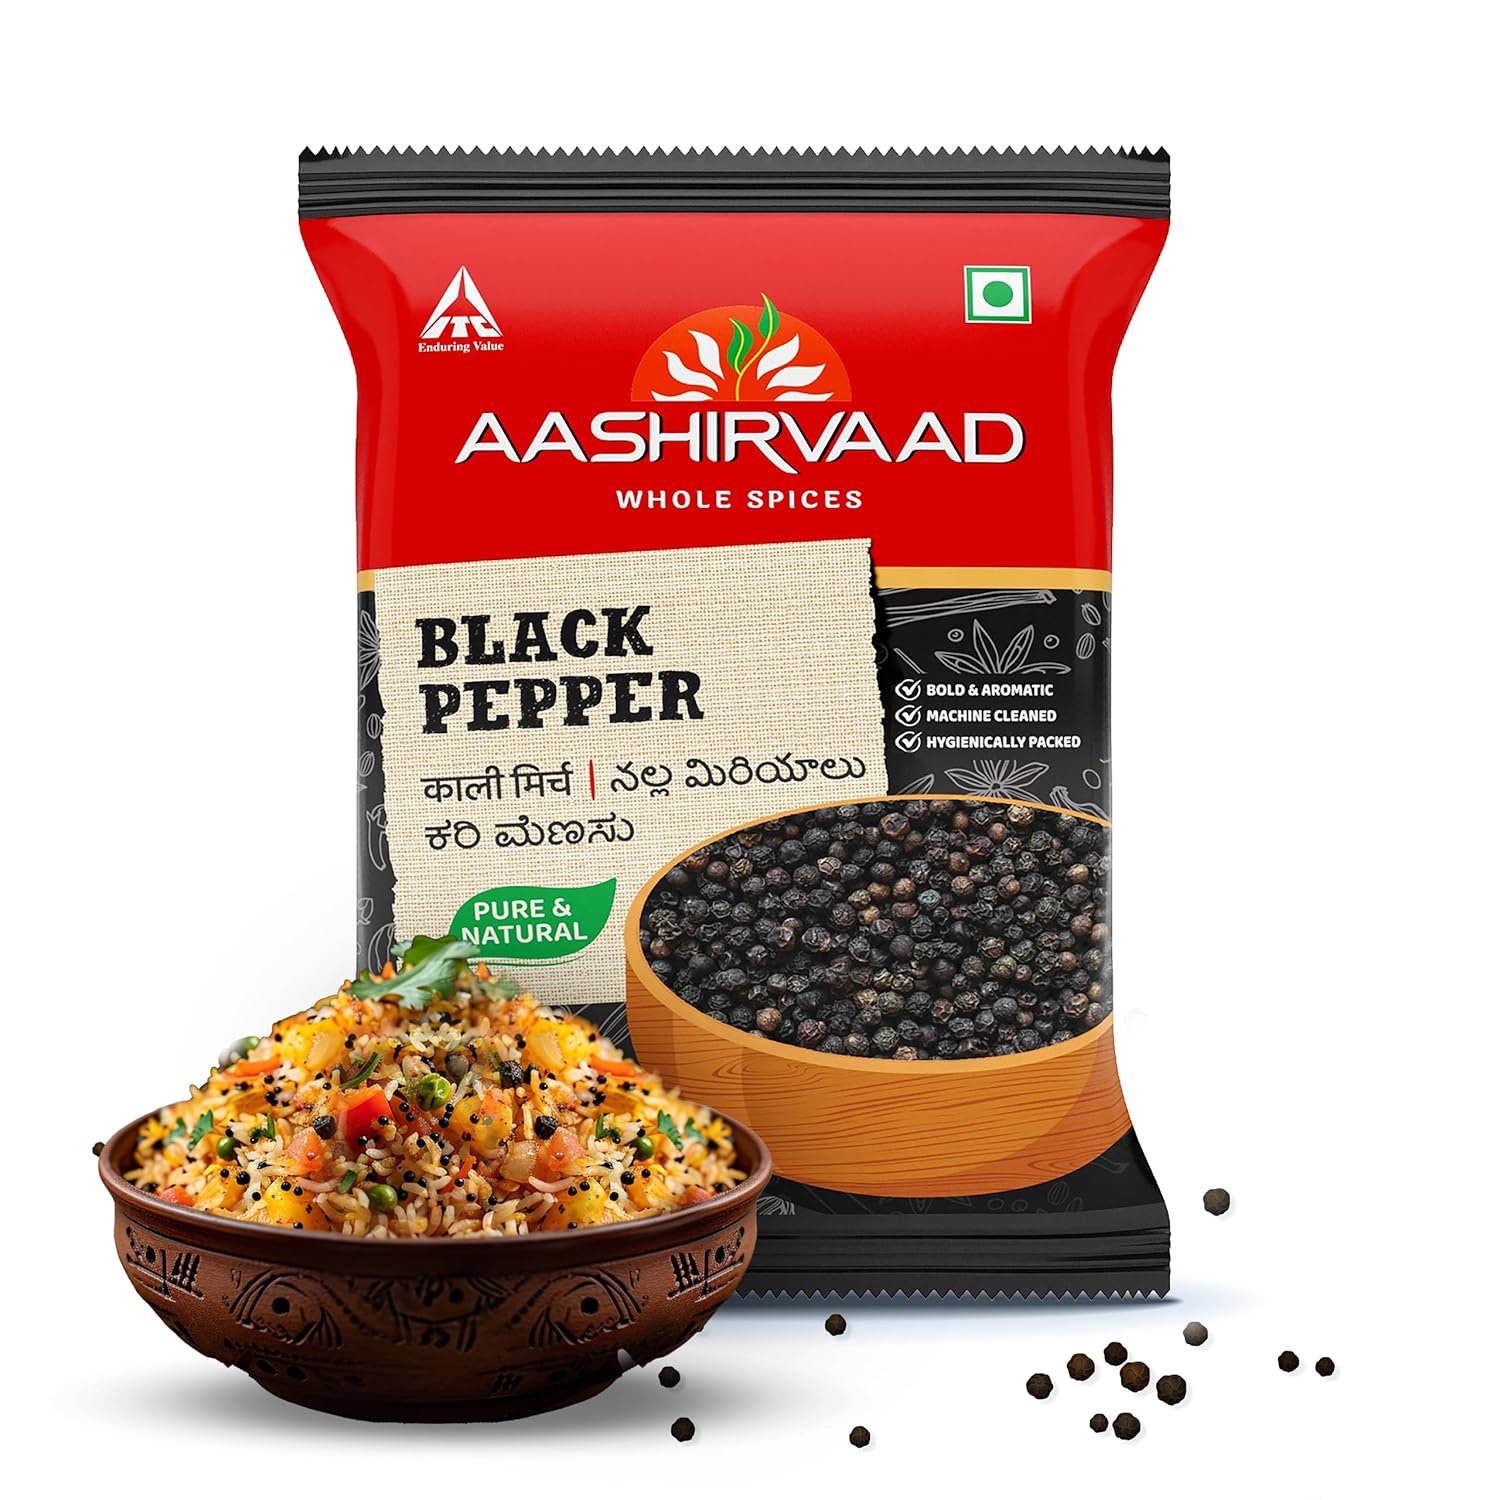 ITC
Enduring Value
AASHIRVAAD
WHOLE SPICES
BLACK
PEPPER
काली मिर्च | నల్ల మిరియాలు
ಕರಿ ಮೆಣಸು
PURE &
NATURAL
BOLD & AROMATIC
MACHINE CLEANED
HYGIENICALLY PACKED